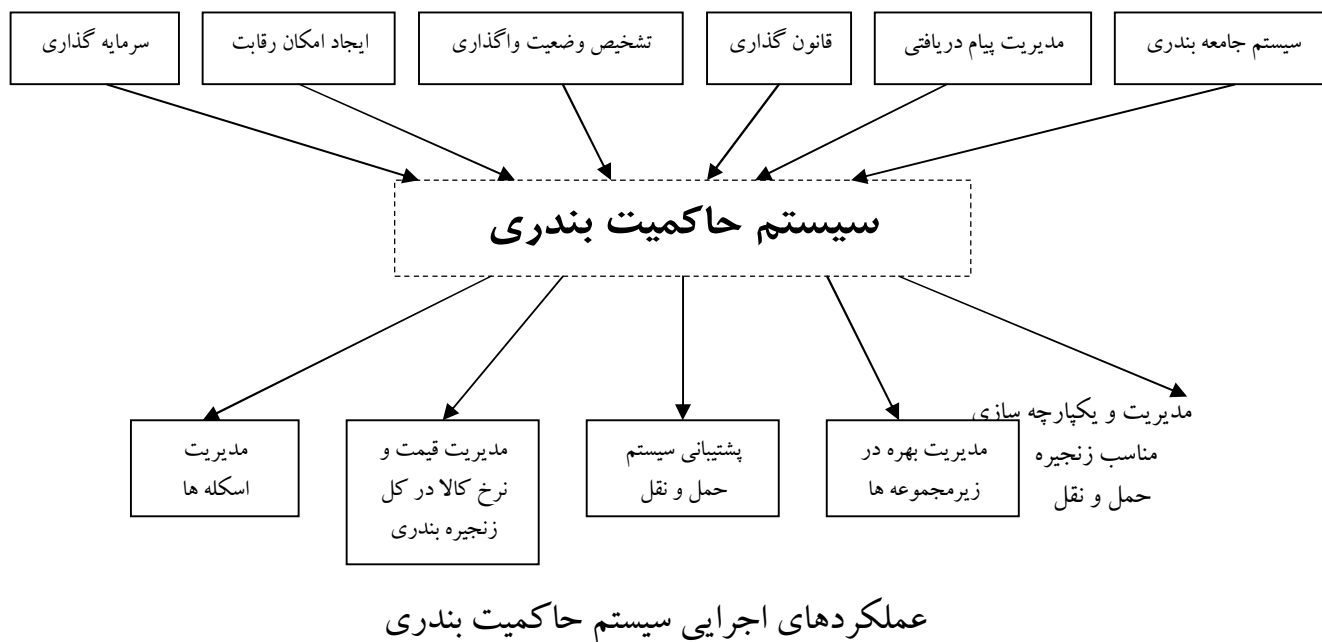 سیستم جامعه بندری
مدیریت پیام دریافتی
قانون گذاری
تشخیص وضعیت واگذاری
ایجاد امکان رقابت
سرمایه گذاری
سیستم حاکمیت بندری
مدیریت و یکپارچه سازی
مناسب زنجیره
حمل و نقل
مدیریت بهره در
زیرمجموعه ها
پشتیبانی سیستم
حمل و نقل
مدیریت قیمت و
نرخ کالا در کل
زنجیره بندری
مدیریت
اسکله ها
عملکردهای اجرایی سیستم حاکمیت بندری